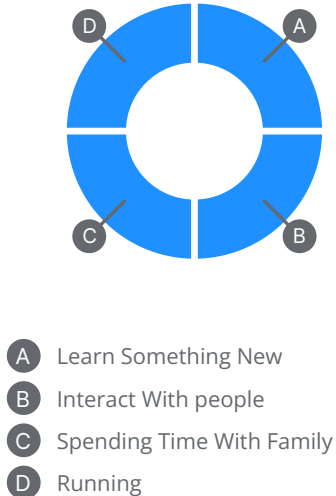 D A
C B
A Learn Something New
B Interact With people
C Spending Time With Family
D Running